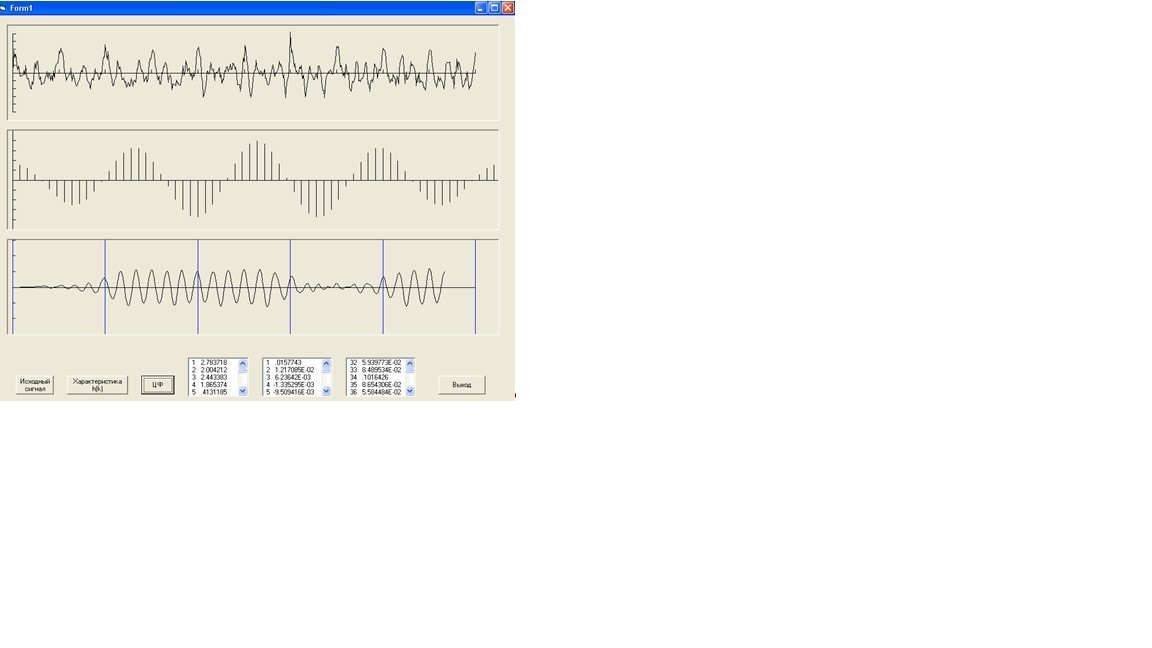 Form1
Исходный
сигнал
Характеристика
h(k)
ЦФ
1 2.783718
2 2.004212
3 2.443383
4 1.865374
5 .4131185
1 .0157743
2 1.217085E-02
3 6.23642E-03
4 -1.335295E-03
5 -9.509416E-03
32 5.939773E-02
33 8.489534E-02
34 .1016426
35 8.654306E-02
36 5.584484E-02
Выход